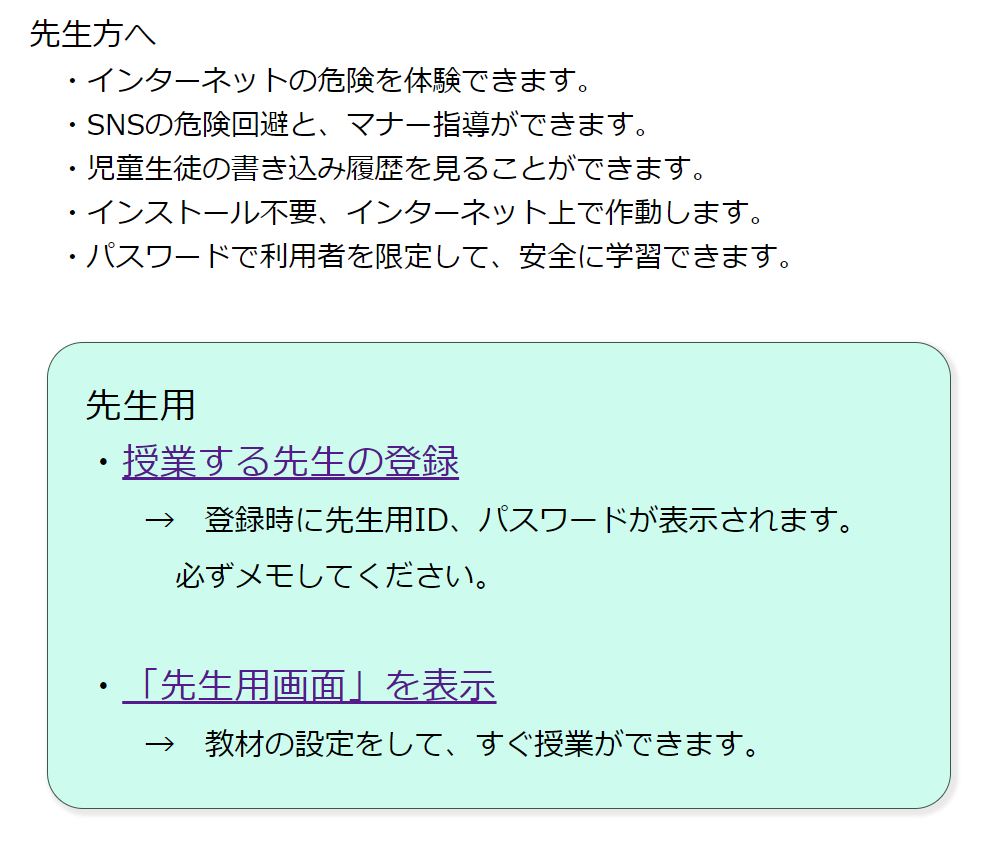 先生方へ
・インターネットの危険を体験できます。
・SNSの危険回避と、マナー指導ができます。
・児童生徒の書き込み履歴を見ることができます。
・インストール不要、インターネット上で作動します。
・パスワードで利用者を限定して、安全に学習できます。
先生用
・授業する先生の登録
→　登録時に先生用ID、パスワードが表示されます。
必ずメモしてください。
・「先生用画面」を表示
→　教材の設定をして、すぐ授業ができます。